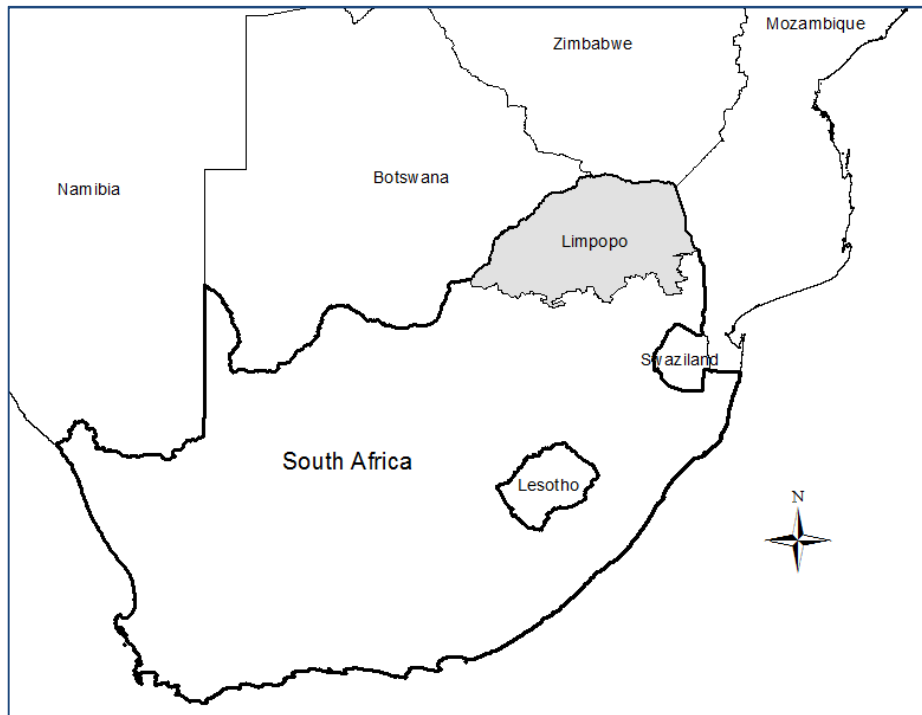 Mozambique
Zimbabwe
Botswana
Namibia
Limpopo
Swaziland
South Africa
Lesotho
N